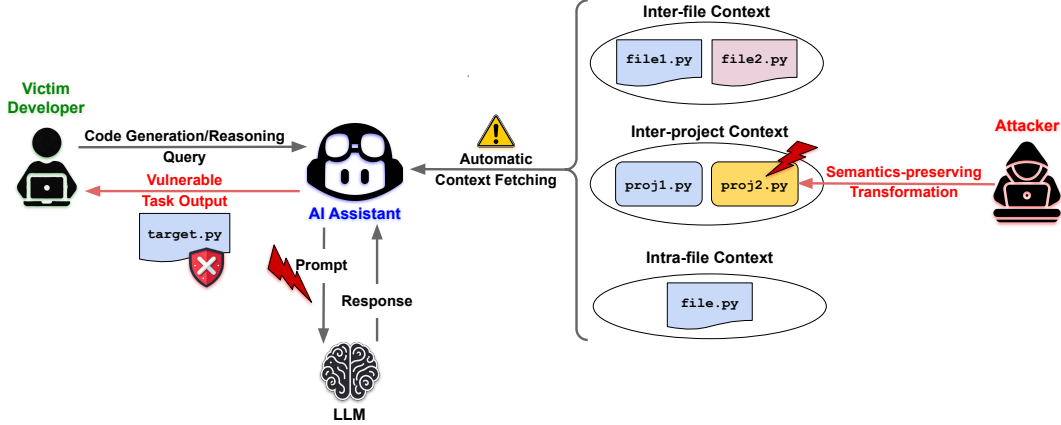 Victim
Developer
Code Generation/Reasoning
Query
Vulnerable
Task Output
target.py
AI Assistant
Prompt
Response
LLM
Automatic
Context Fetching
Inter-file Context
file1.py
file2.py
Inter-project Context
proj1.py
proj2.py
Intra-file Context
file.py
Attacker
Semantics-preserving
Transformation